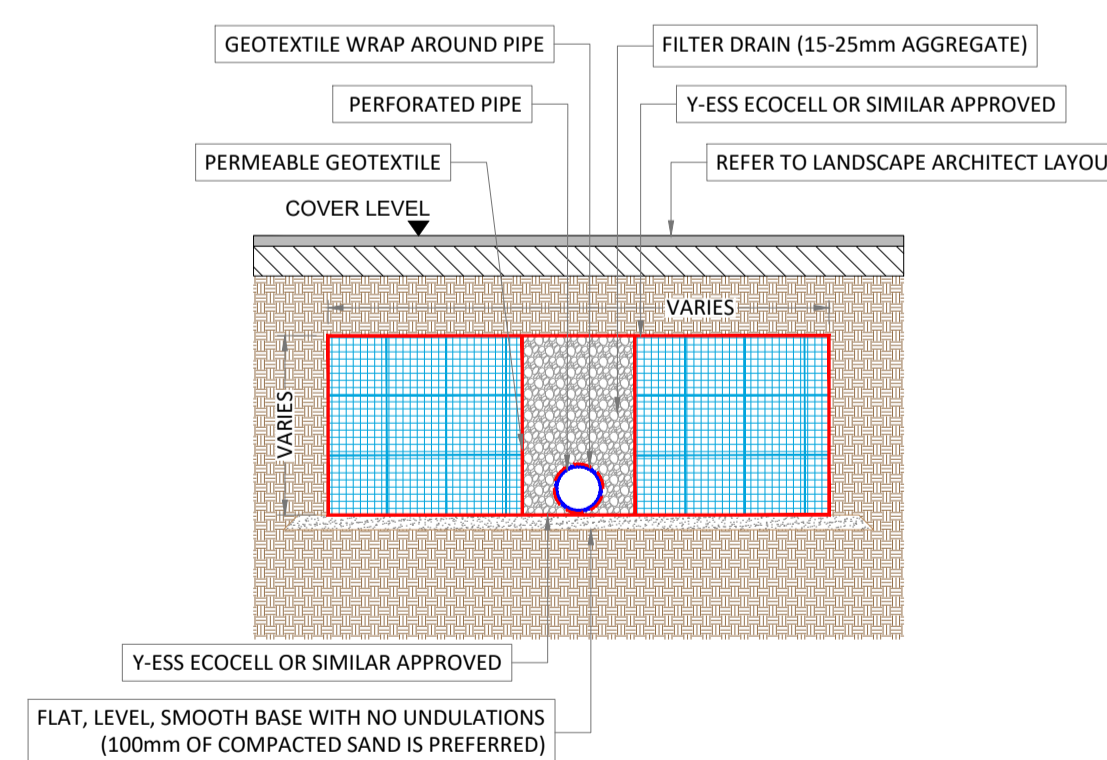 GEOTEXTILE WRAP AROUND PIPE
FILTER DRAIN (15-25mm AGGREGATE)
PERFORATED PIPE
Y-ESS ECOCELL OR SIMILAR APPROVED
PERMEABLE GEOTEXTILE
REFER TO LANDSCAPE ARCHITECT LAYOU
COVER LEVEL
VARIES
VARIES
Y-ESS ECOCELL OR SIMILAR APPROVED
FLAT, LEVEL, SMOOTH BASE WITH NO UNDULATIONS
(100mm OF COMPACTED SAND IS PREFERRED)